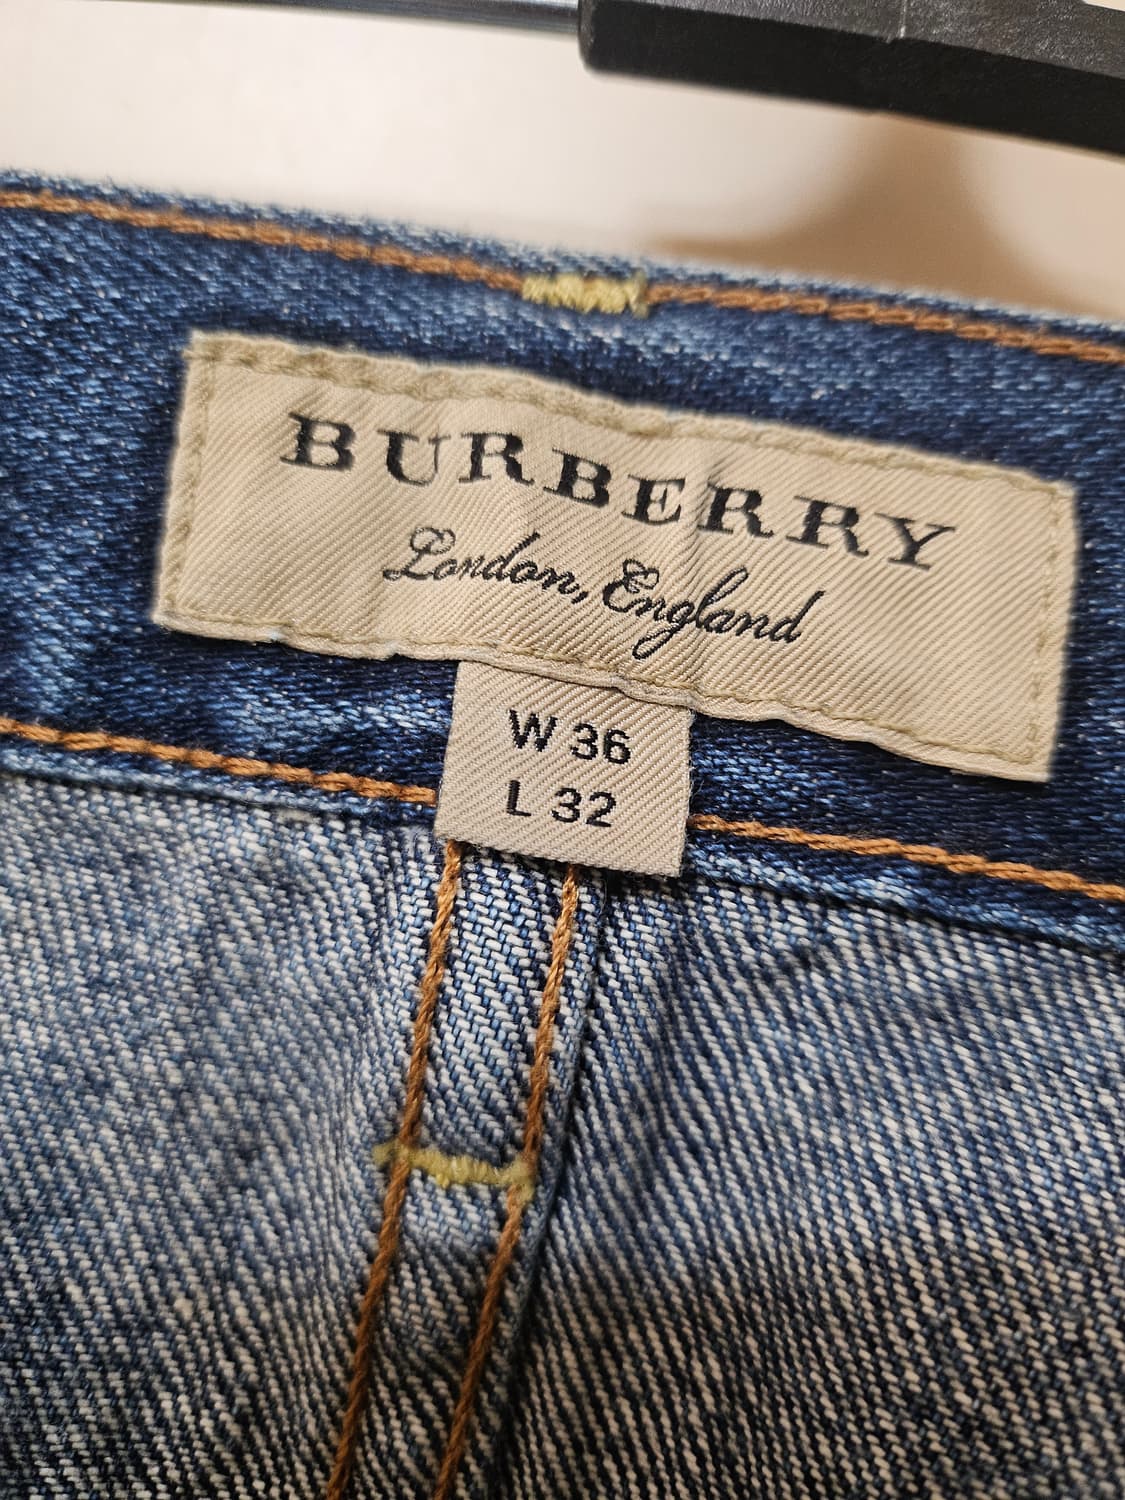 BURBERRY
London, England
W 36
L 32